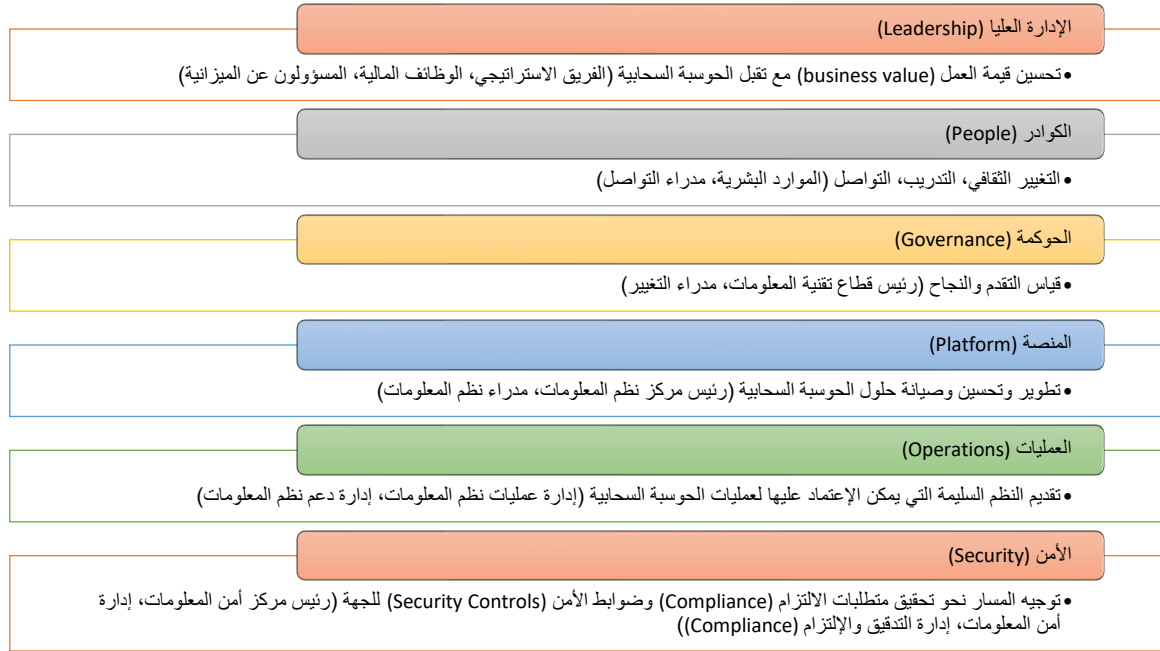 الإدارة العليا (Leadership)
• تحسين قيمة العمل (business value) مع تقبل الحوسبة السحابية (الفريق الاستراتيجي، الوظائف المالية، المسؤولون عن الميزانية)
الكوادر (People)
• التغيير الثقافي، التدريب، التواصل (الموارد البشرية، مدراء التواصل)
الحوكمة (Governance)
• قياس التقدم والنجاح (رئيس قطاع تقنية المعلومات، مدراء التغيير)
المنصة (Platform)
• تطوير وتحسين وصيانة حلول الحوسبة السحابية (رئيس مركز نظم المعلومات، مدراء نظم المعلومات)
العمليات (Operations)
• تقديم النظم السليمة التي يمكن الإعتماد عليها لعمليات الحوسبة السحابية (إدارة عمليات نظم المعلومات، إدارة دعم نظم المعلومات)
الأمن (Security)
• توجيه المسار نحو تحقيق متطلبات الالتزام (Compliance) وضوابط الأمن (Security Controls) للجهة (رئيس مركز أمن المعلومات، إدارة
أمن المعلومات، إدارة التدقيق والإلتزام (Compliance))